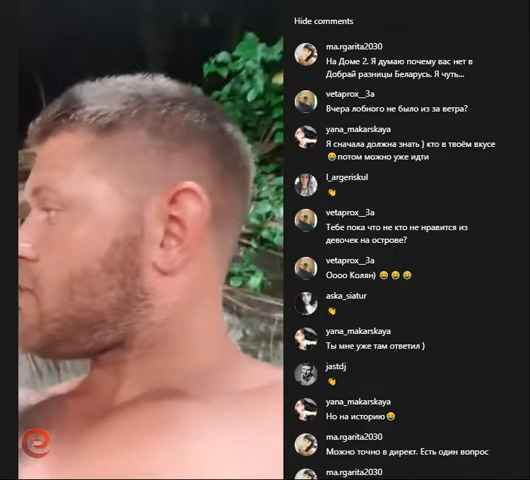 Hide comments
ma.rgarita2030
На Доме 2. Я думаю почему вас нет в
Добрай разницы Беларусь. Я чуть...
vetaprox__3a
Вчера лобного не было из за ветра?
yana_makarskaya
Я сначала должна знать ) кто в твоём вкусе
😂потом можно уже идти
l_argeriskul
👏
vetaprox__3a
Тебе пока что не кто не нравится из
девочек на острове?
vetaprox__3a
Оооо Колян) 😂 😂 😂
aska_siatur
👏
yana_makarskaya
Ты мне уже там ответил )
jastdj
👏
yana_makarskaya
Но на историю😂
ma.rgarita2030
Можно точно в директ. Есть один вопрос
ma.rgarita2030